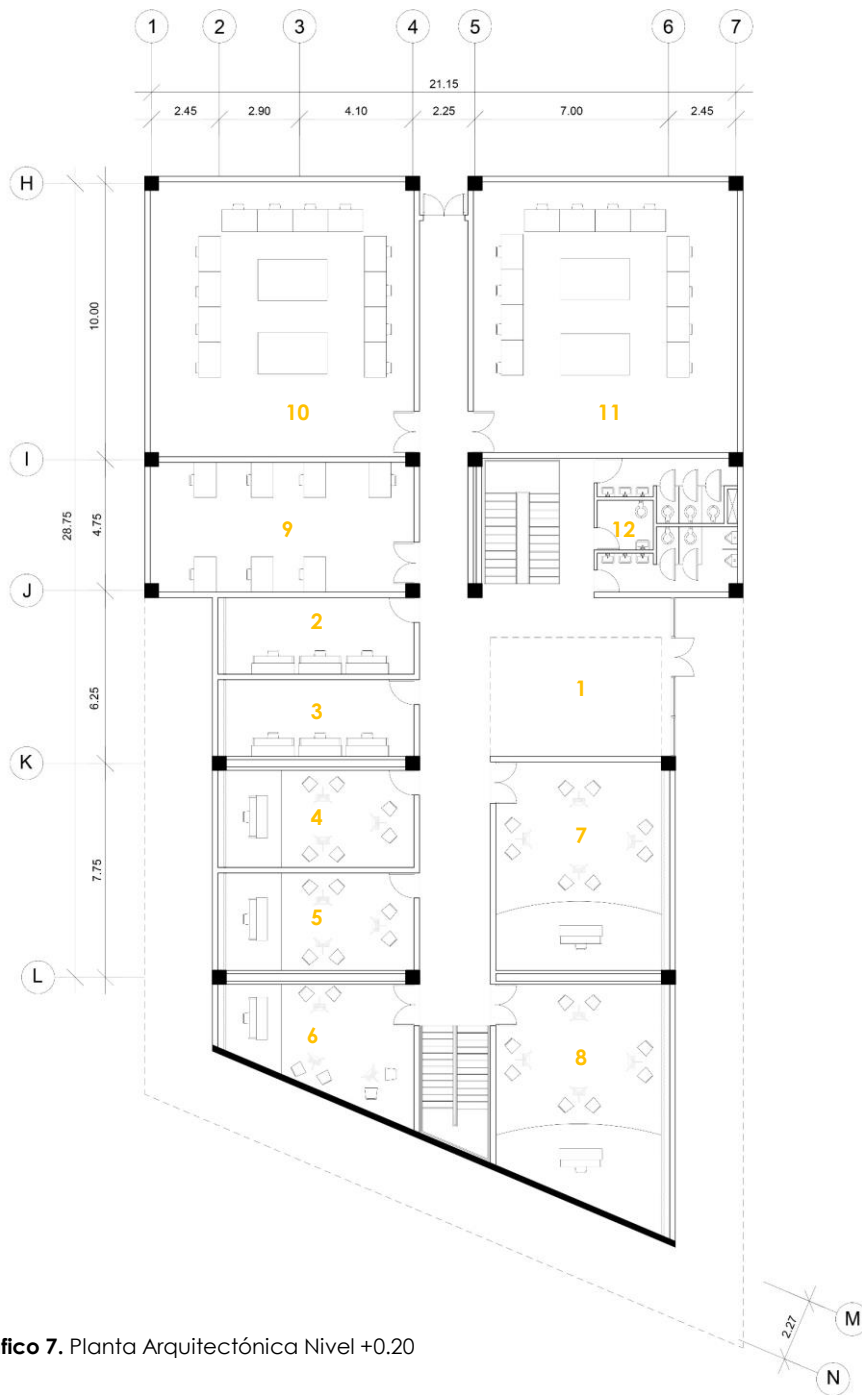 1 2 3 4 5 6 7
21.15
2.45 2.90 4.10 2.25 7.00 2.45
H
10.00
10 11
I
28.75
4.75
9 12
J
2
1
6.25
3
K
4 7
7.75
5
L
6 8
M
2.27
fico 7. Planta Arquitectónica Nivel +0.20
N